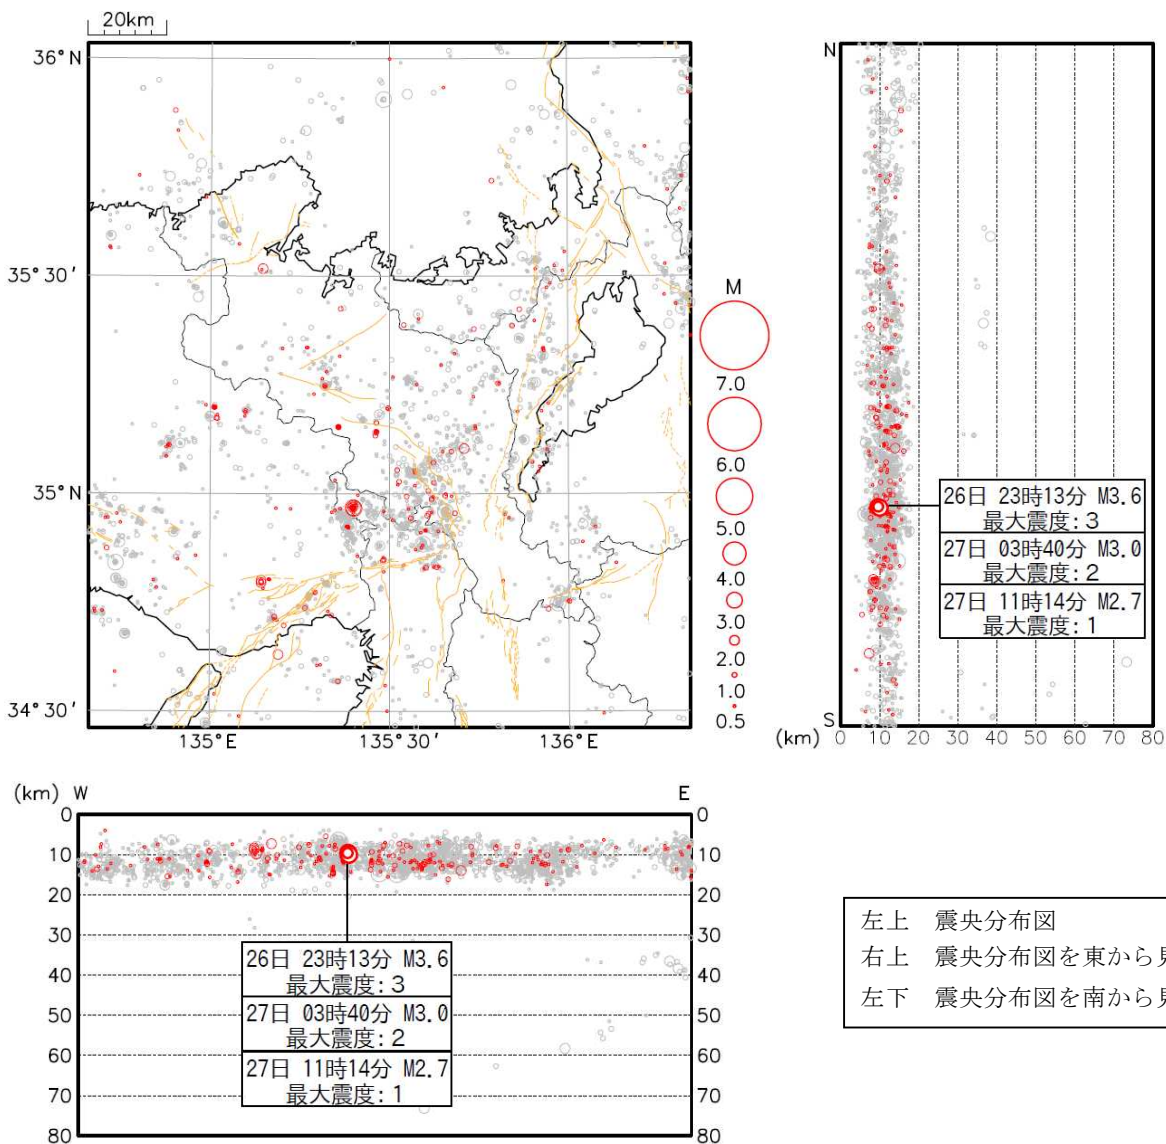 20km
36°N
35°30′
35°N
34°30′
135°E
135°30′
136°E
M
7.0
6.0
5.0
4.0
3.0
2.0
1.0
0.5
N
S
(km)
0 10 20 30 40 50 60 70 80
26日 23時13分 M3.6
最大震度:3
27日 03時40分 M3.0
最大震度:2
27日 11時14分 M2.7
最大震度:1
(km) W
E
0
10
20
30
40
50
60
70
80
0
10
20
30
40
50
60
70
80
26日 23時13分 M3.6
最大震度:3
27日 03時40分 M3.0
最大震度:2
27日 11時14分 M2.7
最大震度:1
左上 震央分布図
右上 震央分布図を東から見
左下 震央分布図を南から見